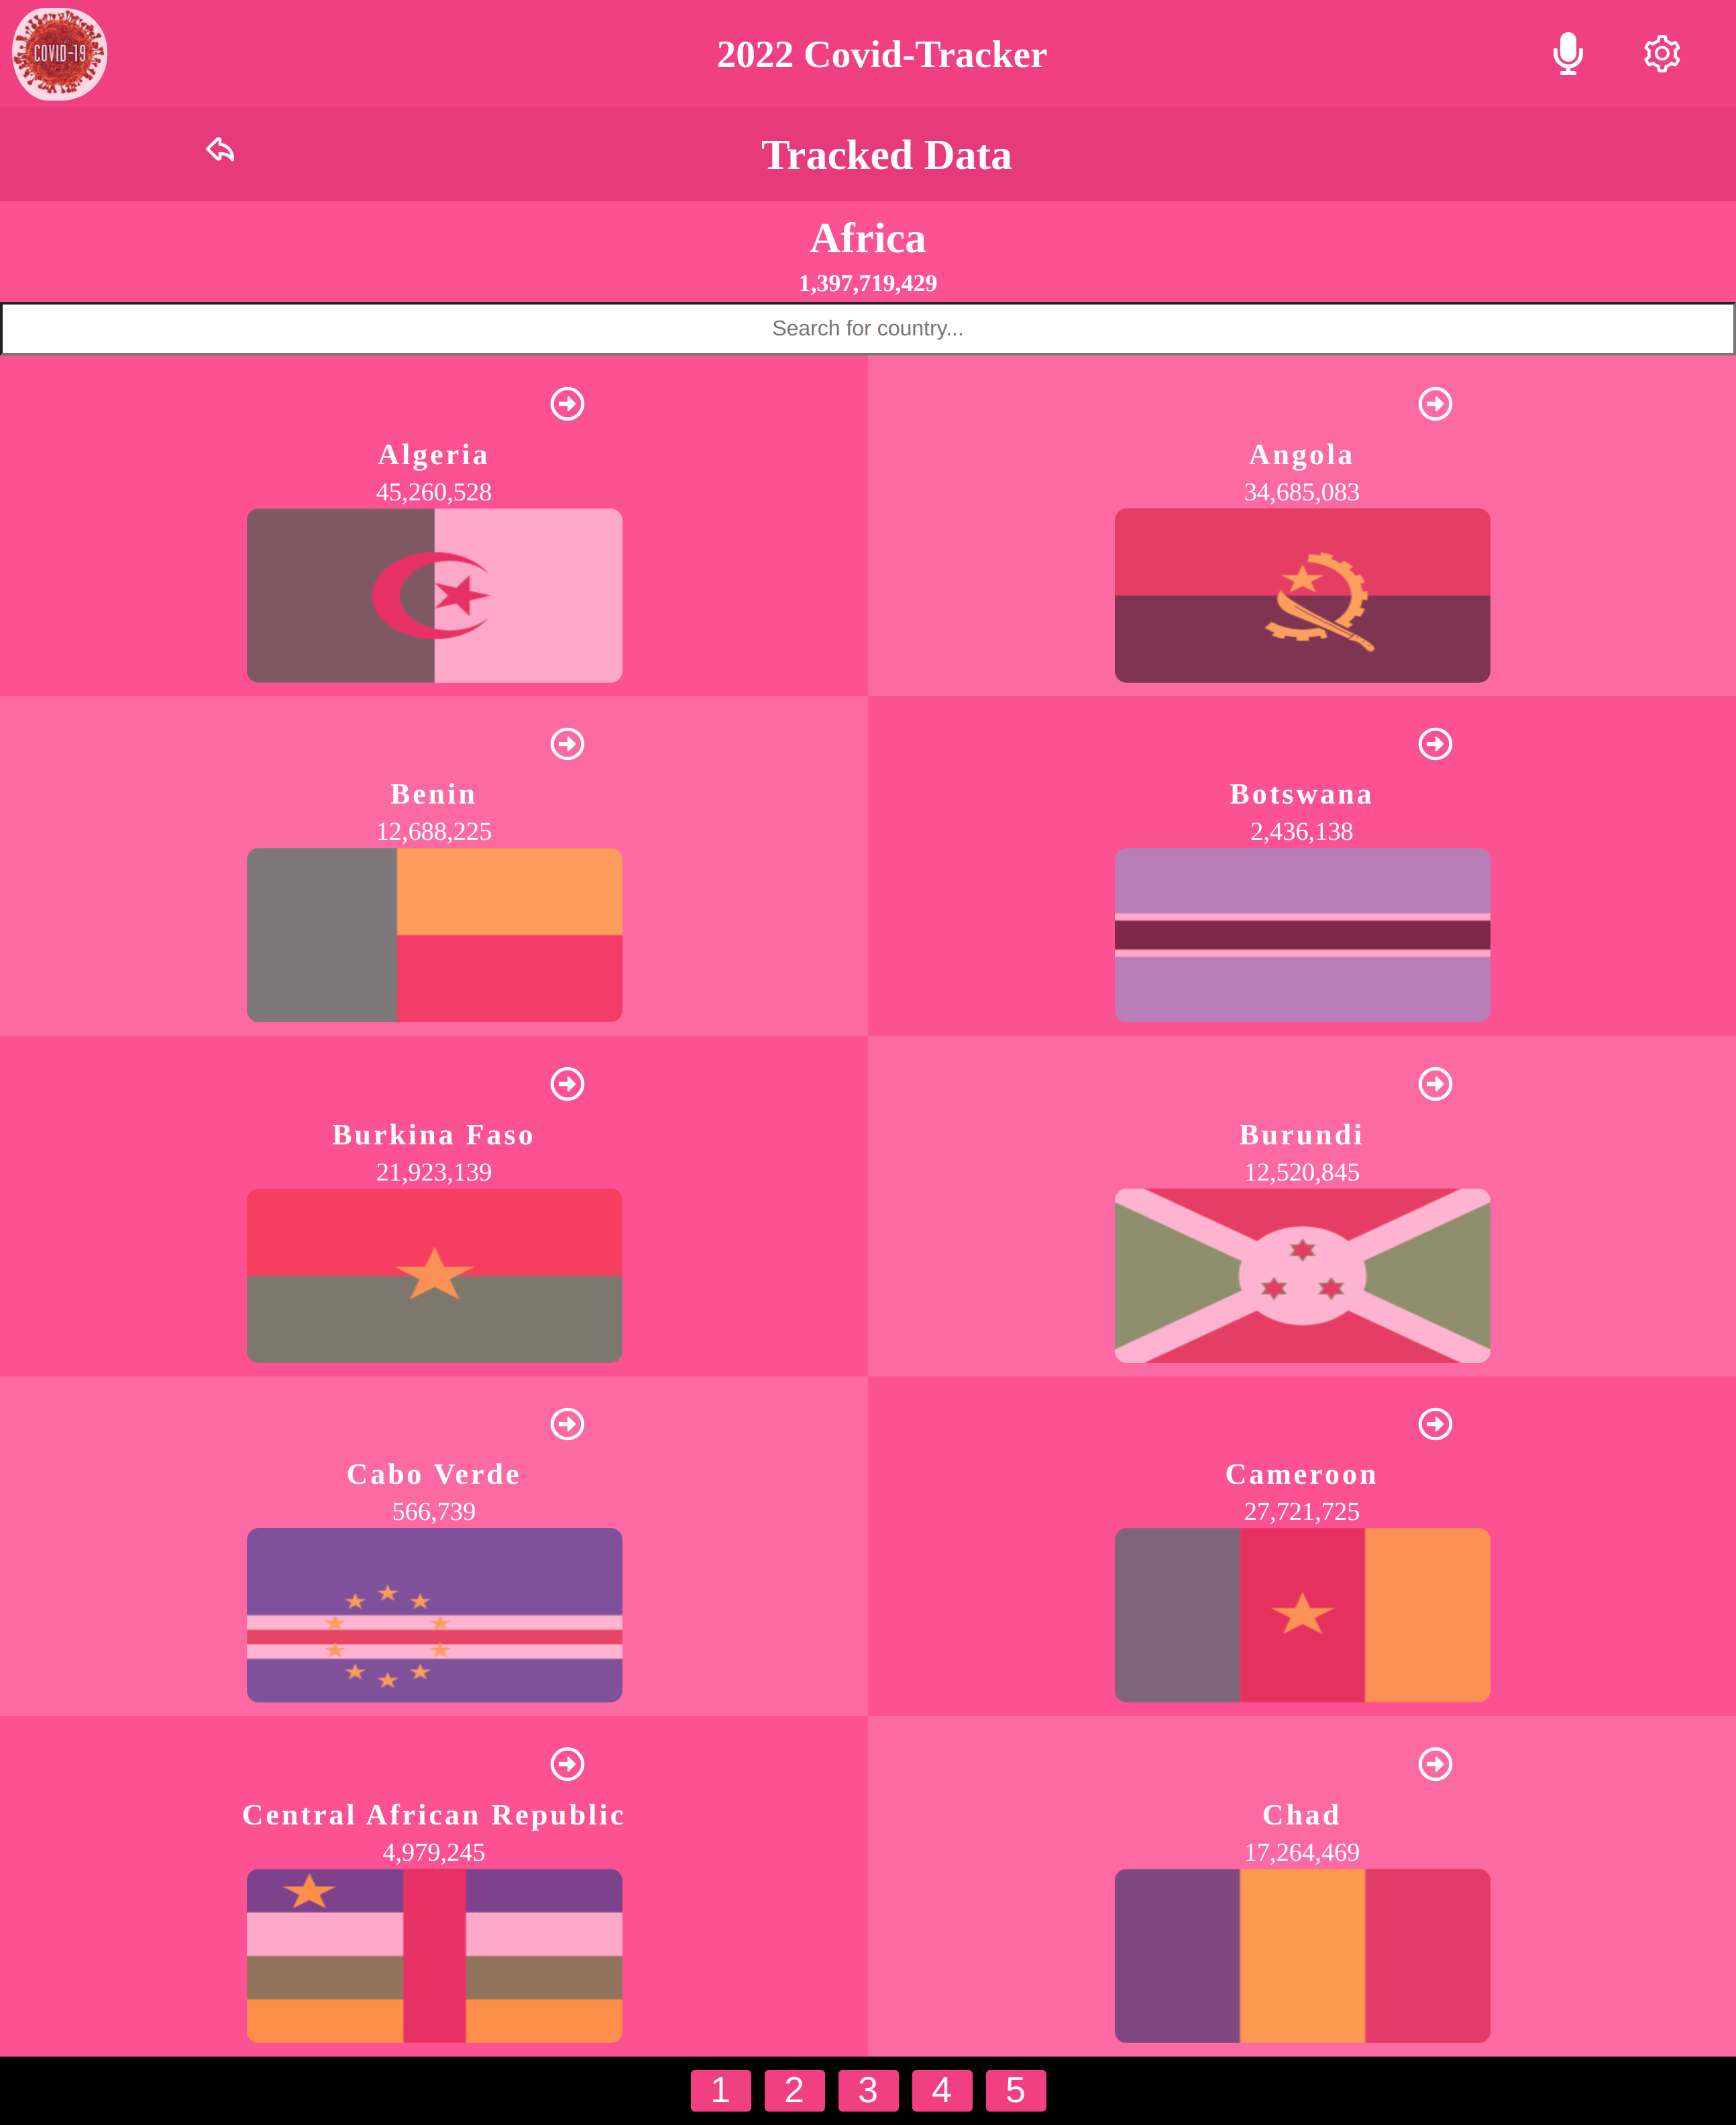 COVID-19
2022 Covid-Tracker
Tracked Data
Africa
1,397,719,429
Search for country...
Algeria
45,260,528
Angola
34,685,083
Benin
12,688,225
Botswana
2,436,138
Burkina Faso
21,923,139
Burundi
12,520,845
Cabo Verde
566,739
Cameroon
27,721,725
Central African Republic
4,979,245
Chad
17,264,469
1 2 3 4 5